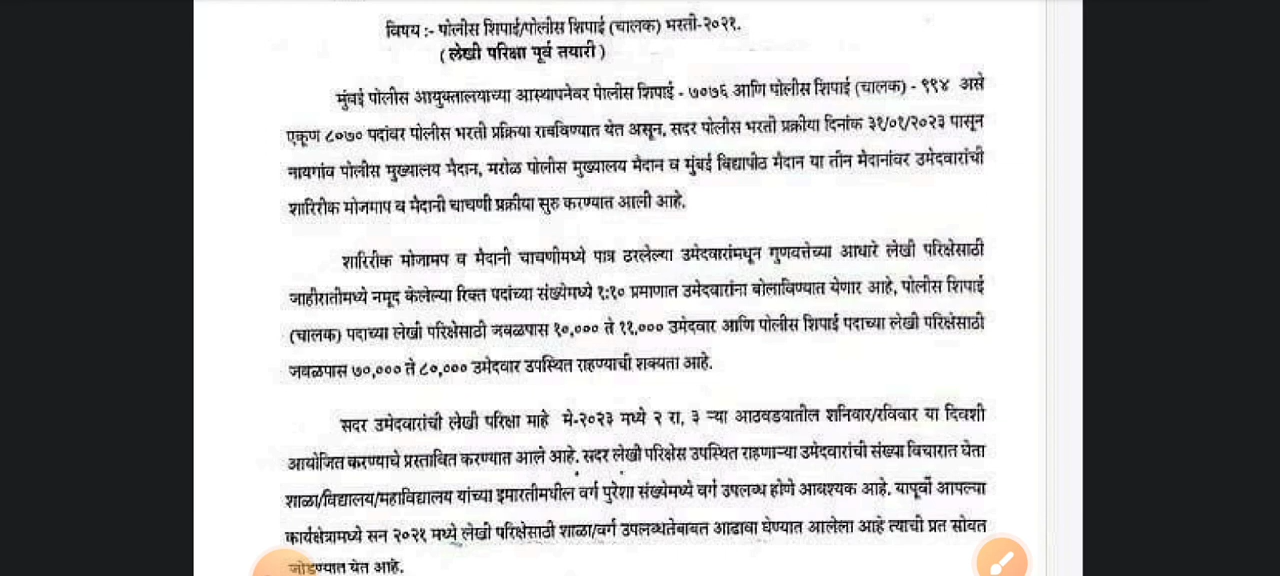 विषय :- पोलीस शिपाई/पोलीस शिपाई (चालक) भरती-२०२१.
( लेखी परिक्षा पूर्व तयारी )
मुंबई पोलीस आयुक्तालयाच्या आस्थापनेवर पोलीस शिपाई - ७०७६ आणि पोलीस शिपाई (चालक) - ९९४ असे
एकूण ८०७० पदांवर पोलीस भरती प्रक्रिया राबविण्यात येत असून, सदर पोलीस भरती प्रक्रीया दिनांक ३१/०१/२०२३ पासून
नायगांव पोलीस मुख्यालय मैदान, मरोळ पोलीस मुख्यालय मैदान व मुंबई विद्यापीठ मैदान या तीन मैदानांवर उमेदवारांची
शारिरीक मोजमाप व मैदानी चाचणी प्रक्रीया सुरु करण्यात आली आहे.
शारिरीक मोजामप व मैदानी चाचणीमध्ये पात्र ठरलेल्या उमेदवारांमधून गुणवत्तेच्या आधारे लेखी परिक्षेसाठी
जाहीरातीमध्ये नमूद केलेल्या रिक्त पदांच्या संख्येमध्ये १:१० प्रमाणात उमेदवारांना बोलाविण्यात येणार आहे, पोलीस शिपाई
(चालक) पदाच्या लेखी परिक्षेसाठी जवळपास १०,००० ते ११,००० उमेदवार आणि पोलीस शिपाई पदाच्या लेखी परिक्षेसाठी
जवळपास ७०,००० ते ८०,००० उमेदवार उपस्थित राहण्याची शक्यता आहे.
सदर उमेदवारांची लेखी परिक्षा माहे मे-२०२३ मध्ये २ रा, ३ ऱ्या आठवडयातील शनिवार/रविवार या दिवशी
आयोजित करण्याचे प्रस्तावित करण्यात आले आहे. सदर लेखी परिक्षेस उपस्थित राहणाऱ्या उमेदवारांची संख्या विचारात घेता
शाळा/विद्यालय/महाविद्यालय यांच्या इमारतीमधील वर्ग पुरेशा संख्येमध्ये वर्ग उपलब्ध होणे आवश्यक आहे. यापूर्वी आपल्या
कार्यक्षेत्रामध्ये सन २०२१ मध्ये लेखी परिक्षेसाठी शाळा/वर्ग उपलब्धतेबाबत आढावा घेण्यात आलेला आहे त्याची प्रत सोबत
जोडण्यात येत आहे.